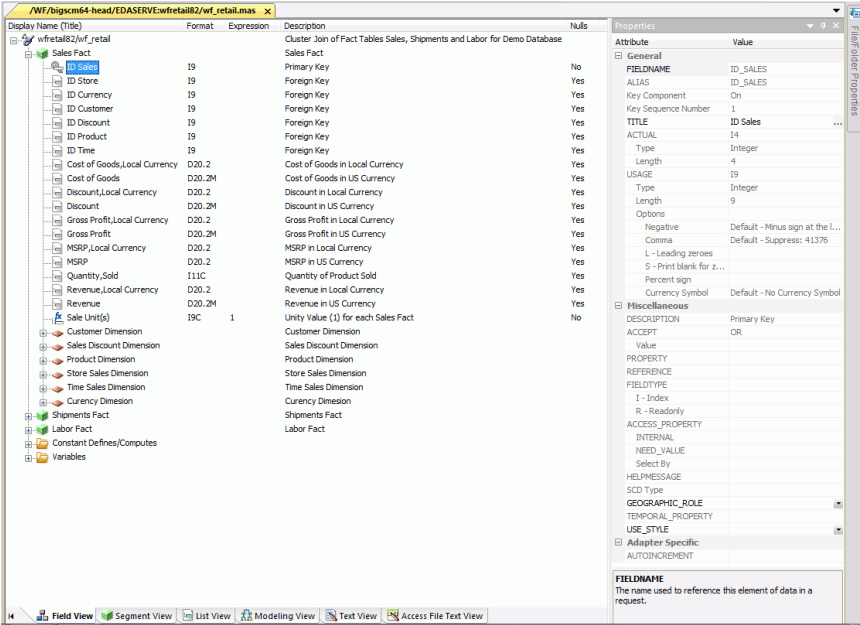 /WF/bigscm64-head/EDASERVE:wfretail82/wf_retail.mas
Display Name (Title) Format Expression Description Nulls
wfretail82/wf_retail Cluster Join of Fact Tables Sales, Shipments and Labor for Demo Database
Sales Fact Sales Fact
ID Sales I9 Primary Key No
ID Store I9 Foreign Key Yes
ID Currency I9 Foreign Key Yes
ID Customer I9 Foreign Key Yes
ID Discount I9 Foreign Key Yes
ID Product I9 Foreign Key Yes
ID Time I9 Foreign Key Yes
Cost of Goods,Local Currency D20.2 Cost of Goods in Local Currency Yes
Cost of Goods D20.2M Cost of Goods in US Currency Yes
Discount,Local Currency D20.2 Discount in Local Currency Yes
Discount D20.2M Discount in US Currency Yes
Gross Profit,Local Currency D20.2 Gross Profit in Local Currency Yes
Gross Profit D20.2M Gross Profit in US Currency Yes
MSRP,Local Currency D20.2 MSRP in Local Currency Yes
MSRP D20.2M MSRP in US Currency Yes
Quantity,Sold I11C Quantity of Product Sold Yes
Revenue,Local Currency D20.2 Revenue in Local Currency Yes
Revenue D20.2M Revenue in US Currency Yes
Sale Unit(s) I9C 1 Unity Value (1) for each Sales Fact No
Customer Dimension Customer Dimension
Sales Discount Dimension Sales Discount Dimension
Product Dimension Product Dimension
Store Sales Dimension Store Sales Dimension
Time Sales Dimension Time Sales Dimension
Curency Dimesion Curency Dimesion
Shipments Fact Shipments Fact
Labor Fact Labor Fact
Constant Defines/Computes
Variables
Field View Segment View List View Modeling View Text View Access File Text View
Properties
Attribute Value
General
FIELDNAME ID_SALES
ALIAS ID_SALES
Key Component On
Key Sequence Number 1
TITLE ID Sales ...
ACTUAL I4
Type Integer
Length 4
USAGE I9
Type Integer
Length 9
Options
Negative Default - Minus sign at the l...
Comma Default - Suppress: 41376
L - Leading zeroes
S - Print blank for z...
Percent sign
Currency Symbol Default - No Currency Symbol
Miscellaneous
DESCRIPTION Primary Key
ACCEPT OR
Value
PROPERTY
REFERENCE
FIELDTYPE
I - Index
R - Readonly
ACCESS_PROPERTY
INTERNAL
NEED_VALUE
Select By
HELPMESSAGE
SCD Type
GEOGRAPHIC_ROLE
TEMPORAL_PROPERTY
USE_STYLE
Adapter Specific
AUTOINCREMENT
FIELDNAME
The name used to reference this element of data in a
request.
File/Folder Properties